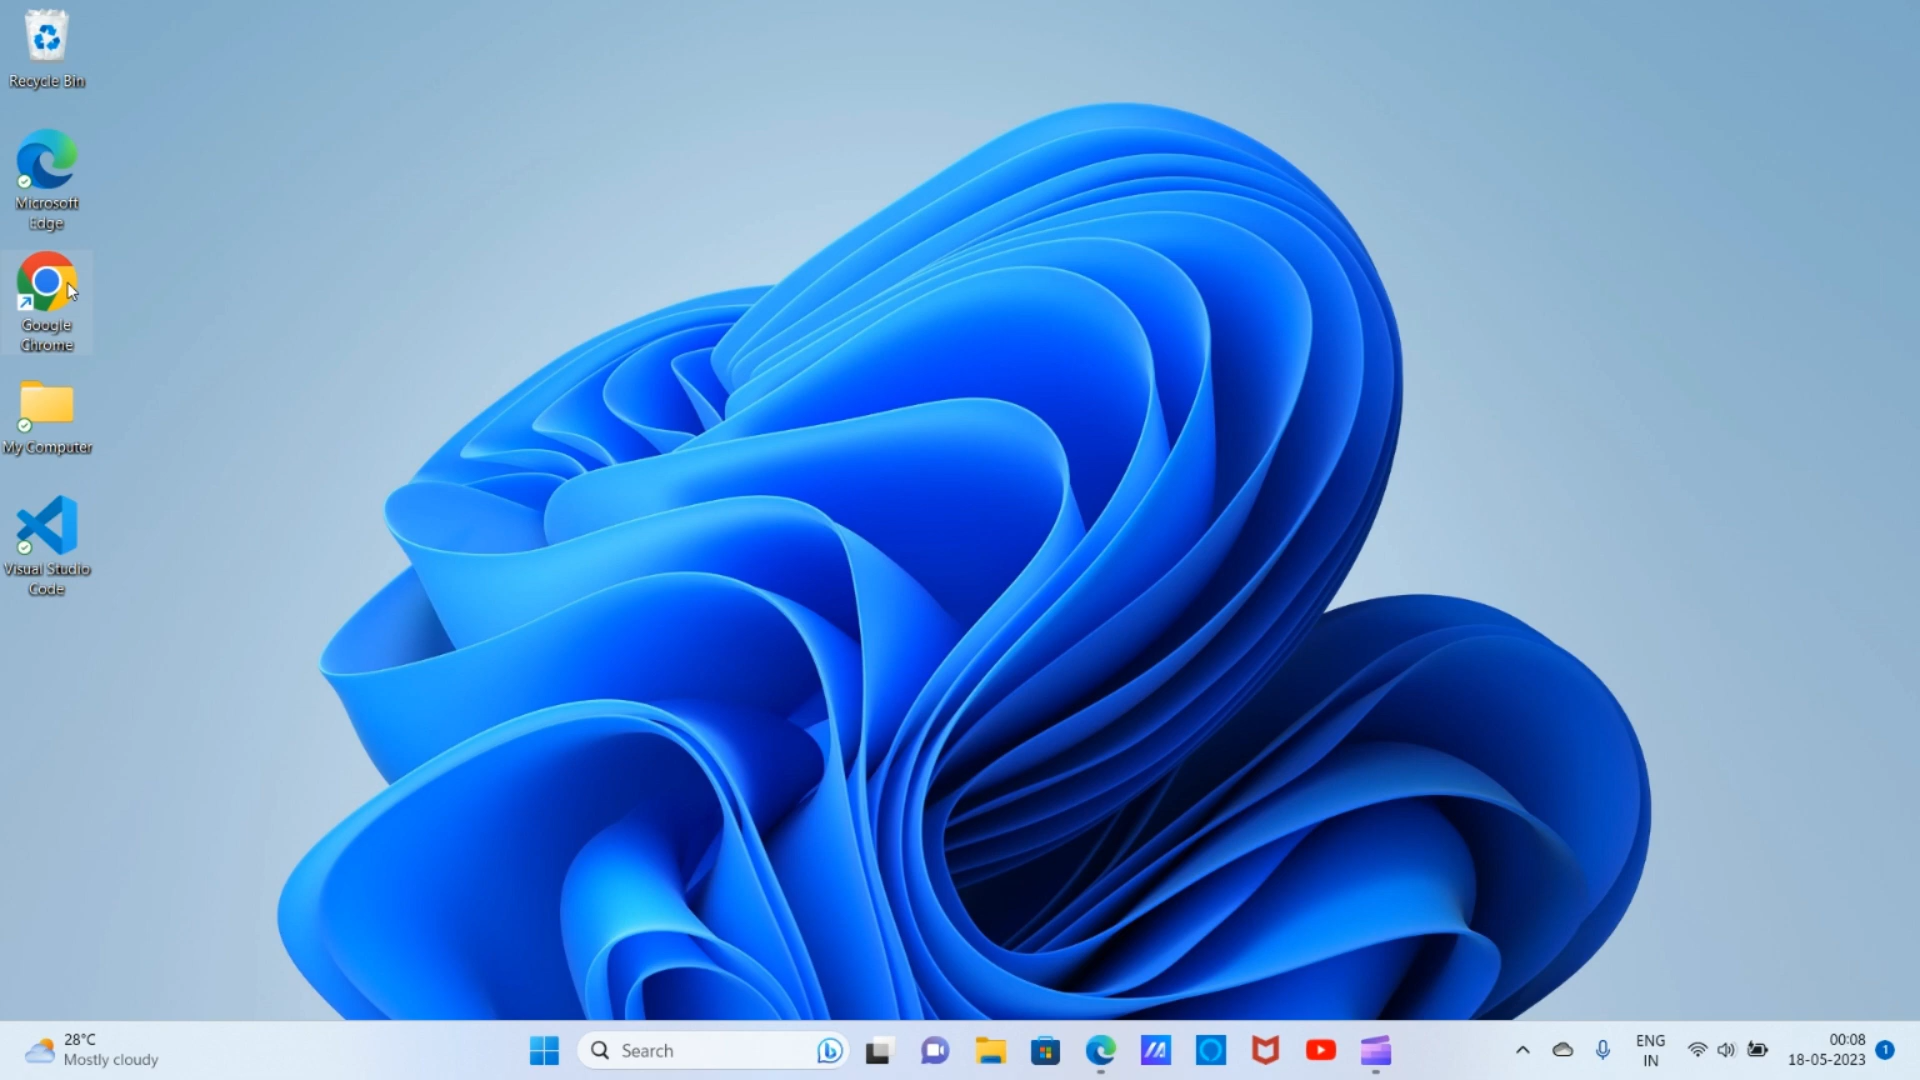 Recycle Bin
Microsoft
Edge
Google
Chrome
My Computer
Visual Studio
Code
28°C
Mostly cloudy
Search
ENG
IN
00:08
18-05-2023
1